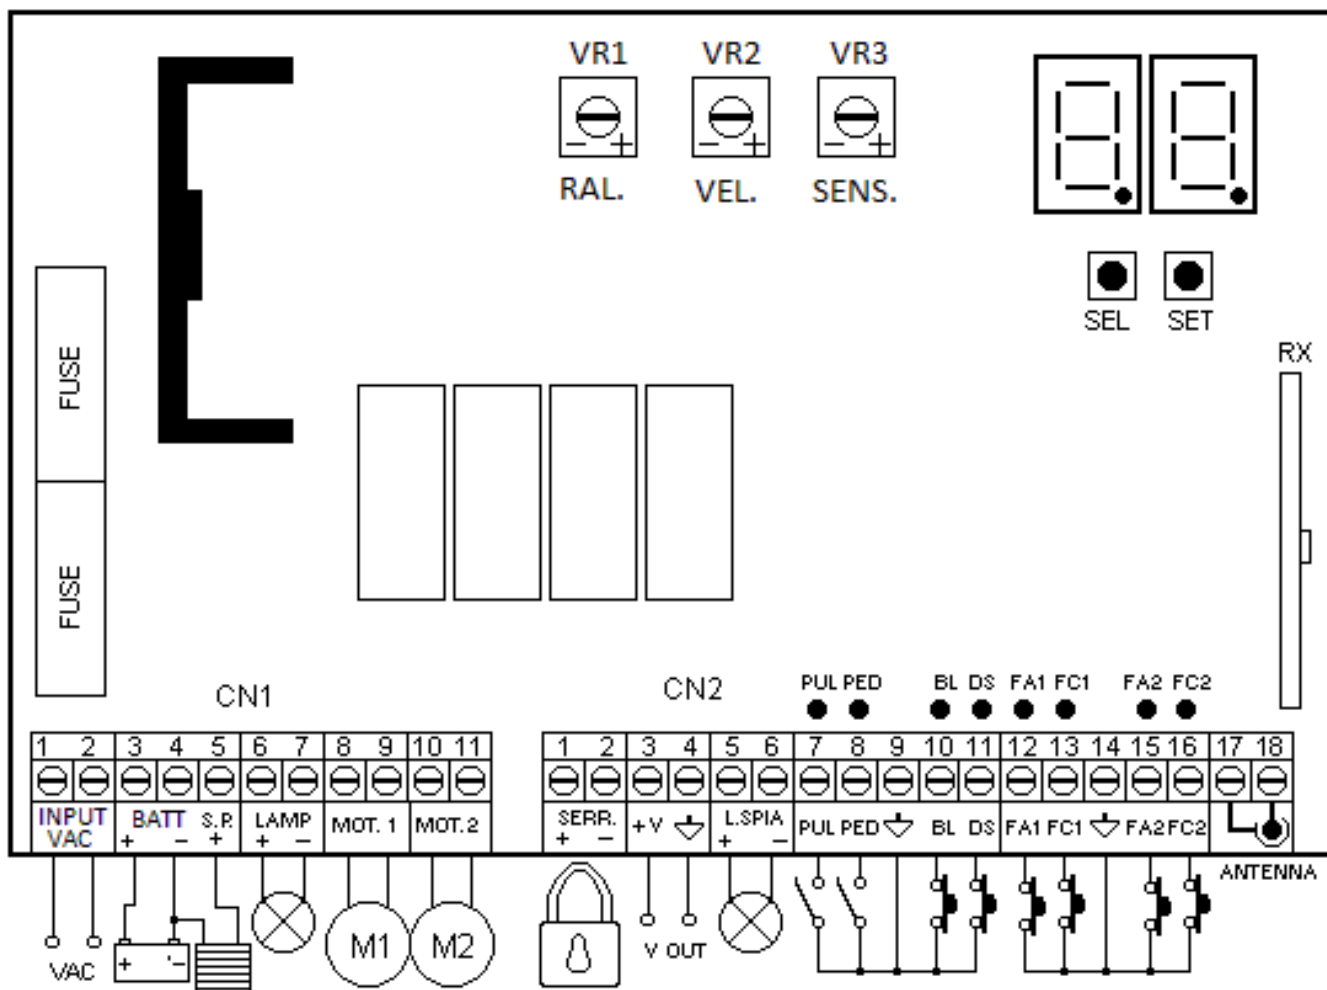 VR1 VR2 VR3
- + - + - +
RAL. VEL. SENS.
SEL SET
RX
FUSE
FUSE
CN1 CN2
PUL PED BL DS FA1 FC1 FA2 FC2
1 2 3 4 5 6 7 8 9 10 11 1 2 3 4 5 6 7 8 9 10 11 12 13 14 15 16 17 18
INPUT VAC BATT + - S.P. + LAMP + - MOT. 1 MOT. 2 SERR. + - +V L.SPIA + - PUL PED BL DS FA1 FC1 FA2 FC2
ANTENNA
VAC + - M1 M2 V OUT